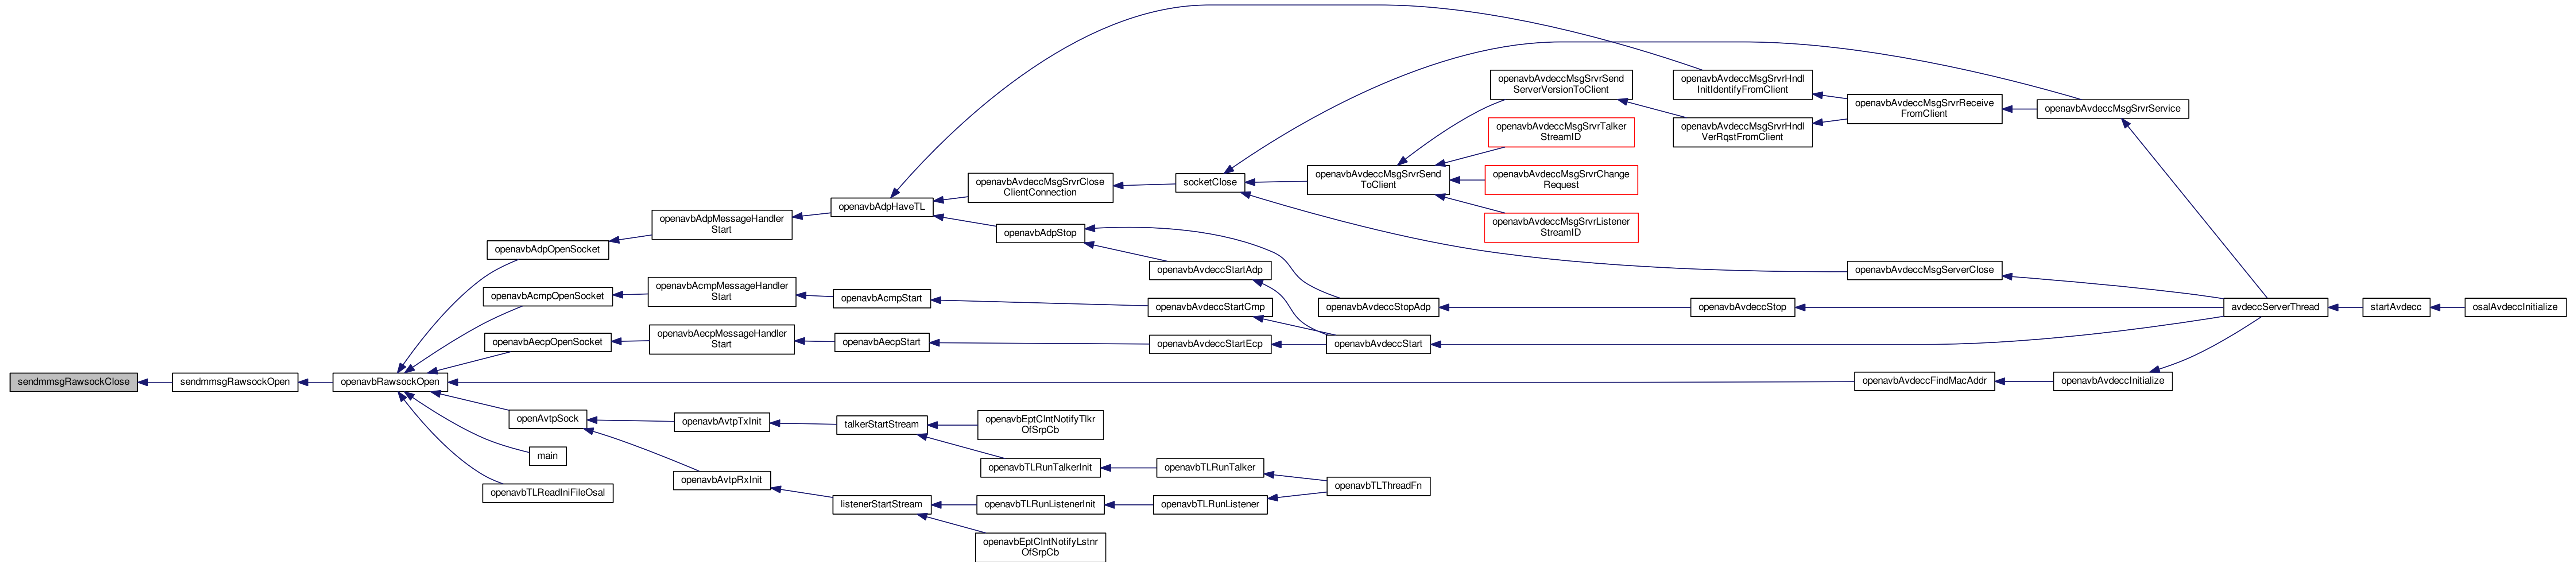 openavbAvdeccMsgSrvrSend
ServerVersionToClient
openavbAvdeccMsgSrvrHndl
InitIdentifyFromClient
openavbAvdeccMsgSrvrReceive
FromClient
openavbAvdeccMsgSrvrService
openavbAvdeccMsgSrvrTalker
StreamID
openavbAvdeccMsgSrvrHndl
VerRqstFromClient
openavbAvdeccMsgSrvrClose
ClientConnection
socketClose
openavbAvdeccMsgSrvrSend
ToClient
openavbAvdeccMsgSrvrChange
Request
openavbAdpMessageHandler
Start
openavbAdpHaveTL
openavbAvdeccMsgSrvrListener
StreamID
openavbAdpOpenSocket
openavbAdpStop
openavbAvdeccStartAdp
openavbAvdeccMsgServerClose
openavbAcmpOpenSocket
openavbAcmpMessageHandler
Start
openavbAcmpStart
openavbAvdeccStartCmp
openavbAvdeccStopAdp
openavbAvdeccStop
avdeccServerThread
startAvdecc
osalAvdeccInitialize
openavbAecpOpenSocket
openavbAecpMessageHandler
Start
openavbAecpStart
openavbAvdeccStartEcp
openavbAvdeccStart
sendmmsgRawsockClose
sendmmsgRawsockOpen
openavbRawsockOpen
openavbAvdeccFindMacAddr
openavbAvdeccInitialize
openAvtpSock
openavbAvtpTxInit
talkerStartStream
openavbEptClntNotifyTlkr
OfSrpCb
main
openavbTLRunTalkerInit
openavbTLRunTalker
openavbTLReadIniFileOsal
openavbAvtpRxInit
openavbTLThreadFn
listenerStartStream
openavbTLRunListenerInit
openavbTLRunListener
openavbEptClntNotifyLstnr
OfSrpCb